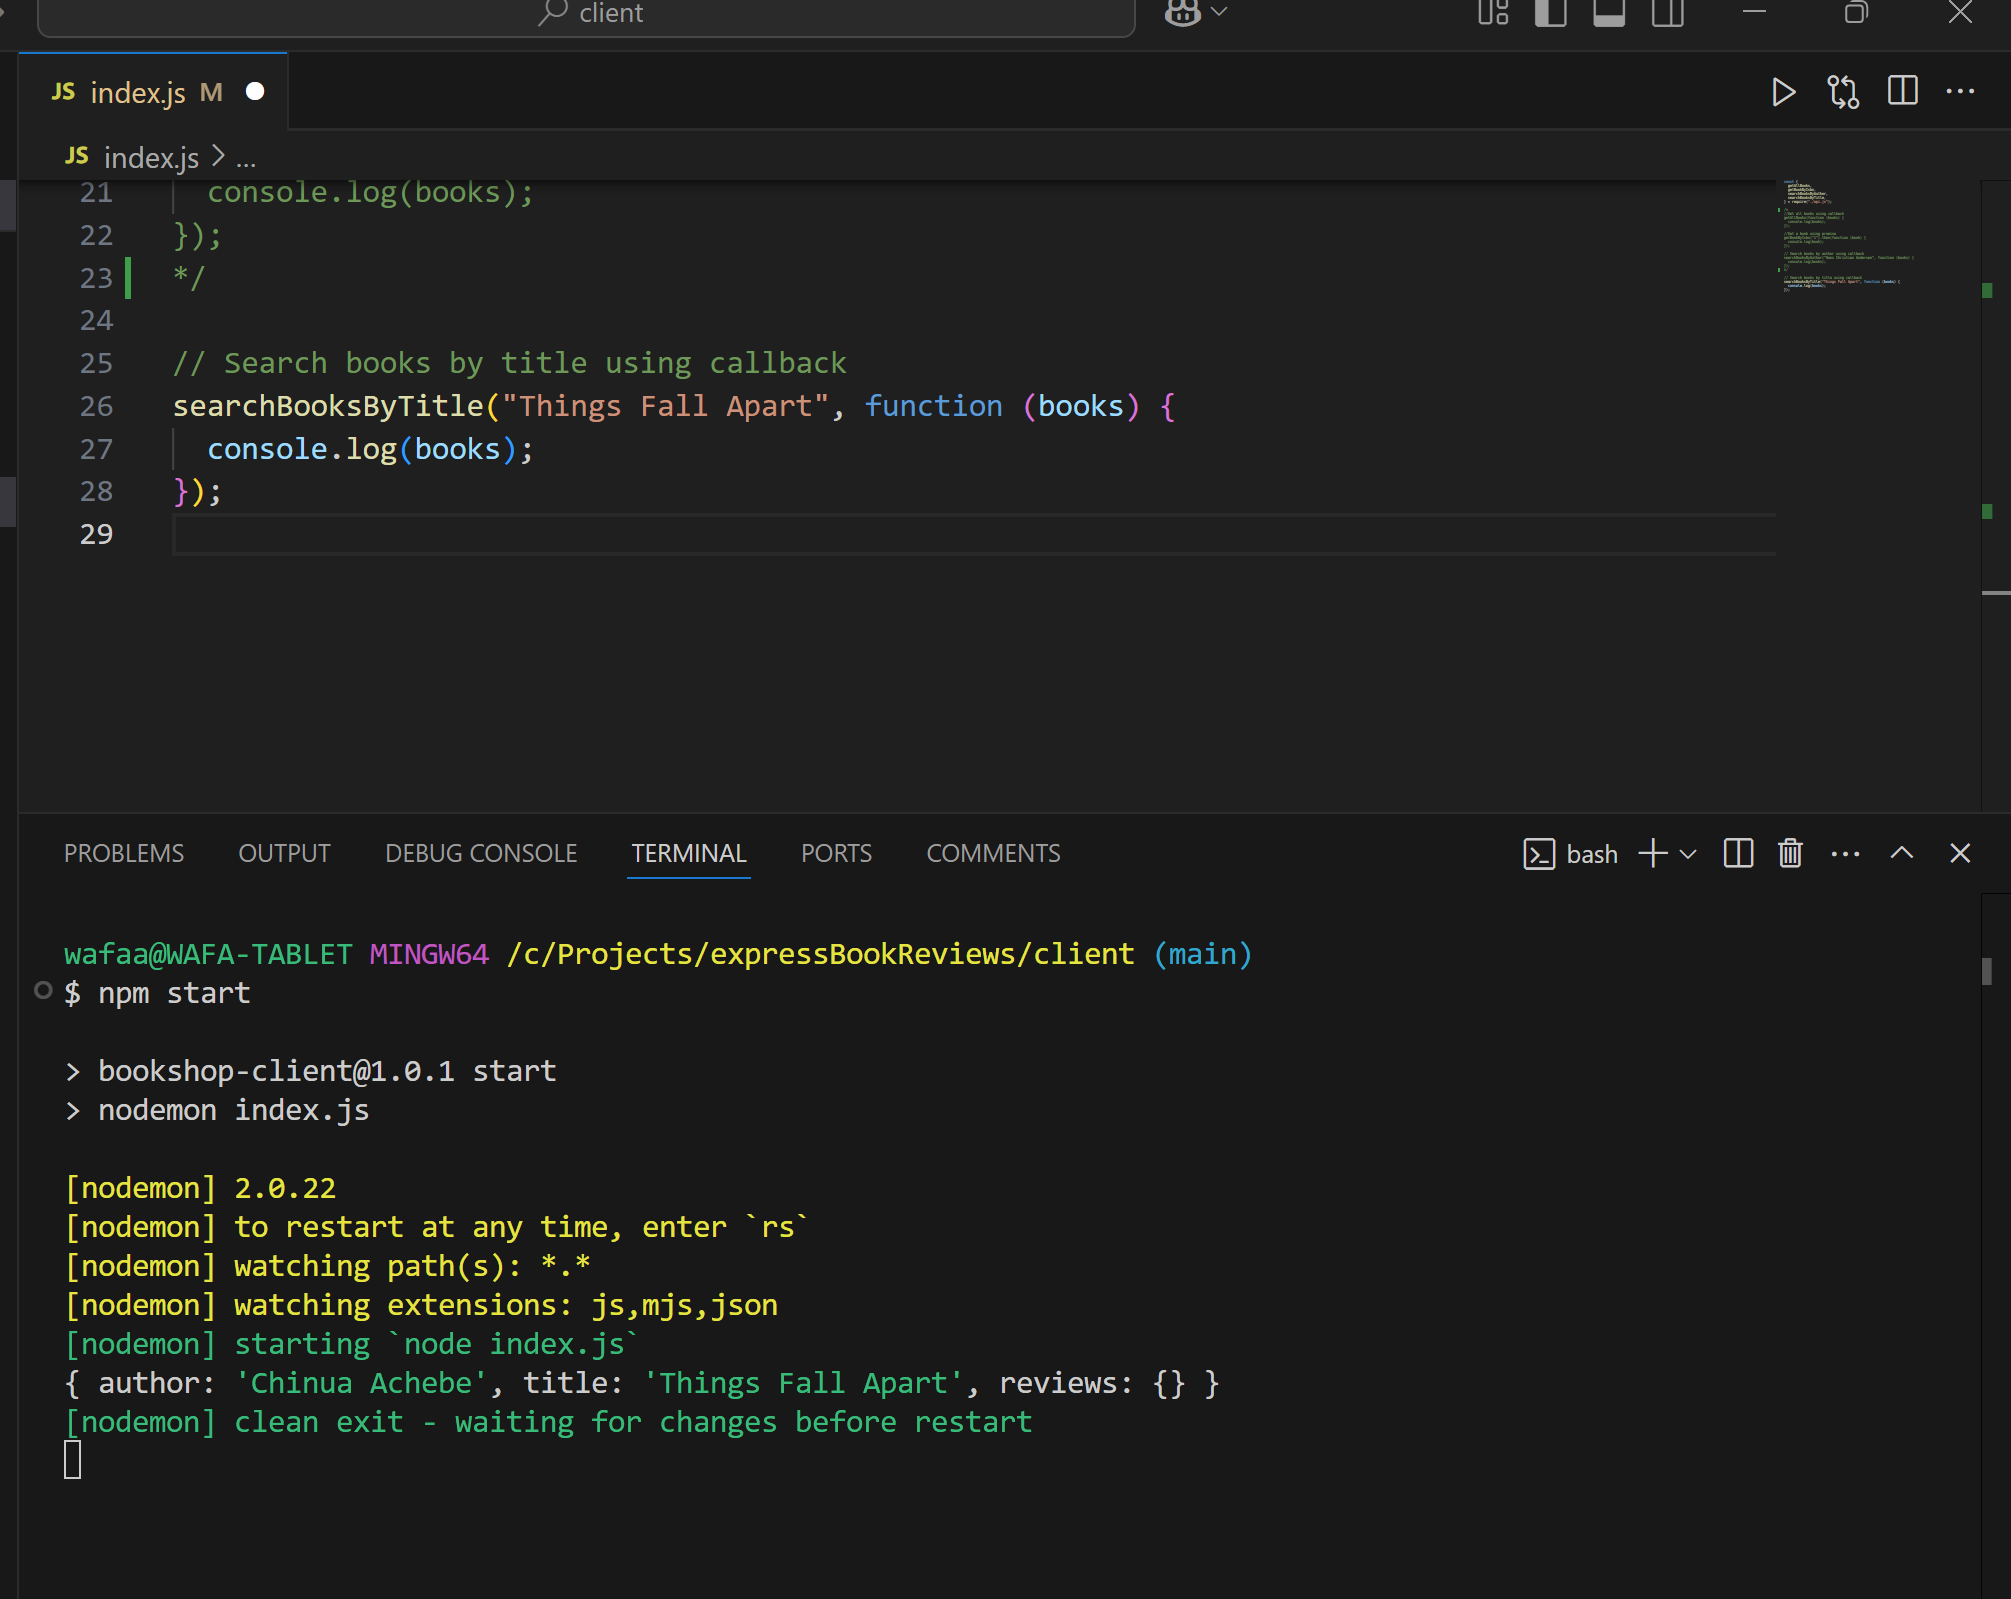 client
JS index.js M
JS index.js > ...
21 console.log(books);
22 });
23 */
24
25 // Search books by title using callback
26 searchBooksByTitle("Things Fall Apart", function (books) {
27 console.log(books);
28 });
29
PROBLEMS OUTPUT DEBUG CONSOLE TERMINAL PORTS COMMENTS bash
wafaa@WAFA-TABLET MINGW64 /c/Projects/expressBookReviews/client (main)
$ npm start
> bookshop-client@1.0.1 start
> nodemon index.js
[nodemon] 2.0.22
[nodemon] to restart at any time, enter `rs`
[nodemon] watching path(s): *.*
[nodemon] watching extensions: js,mjs,json
[nodemon] starting `node index.js`
{ author: 'Chinua Achebe', title: 'Things Fall Apart', reviews: {} }
[nodemon] clean exit - waiting for changes before restart